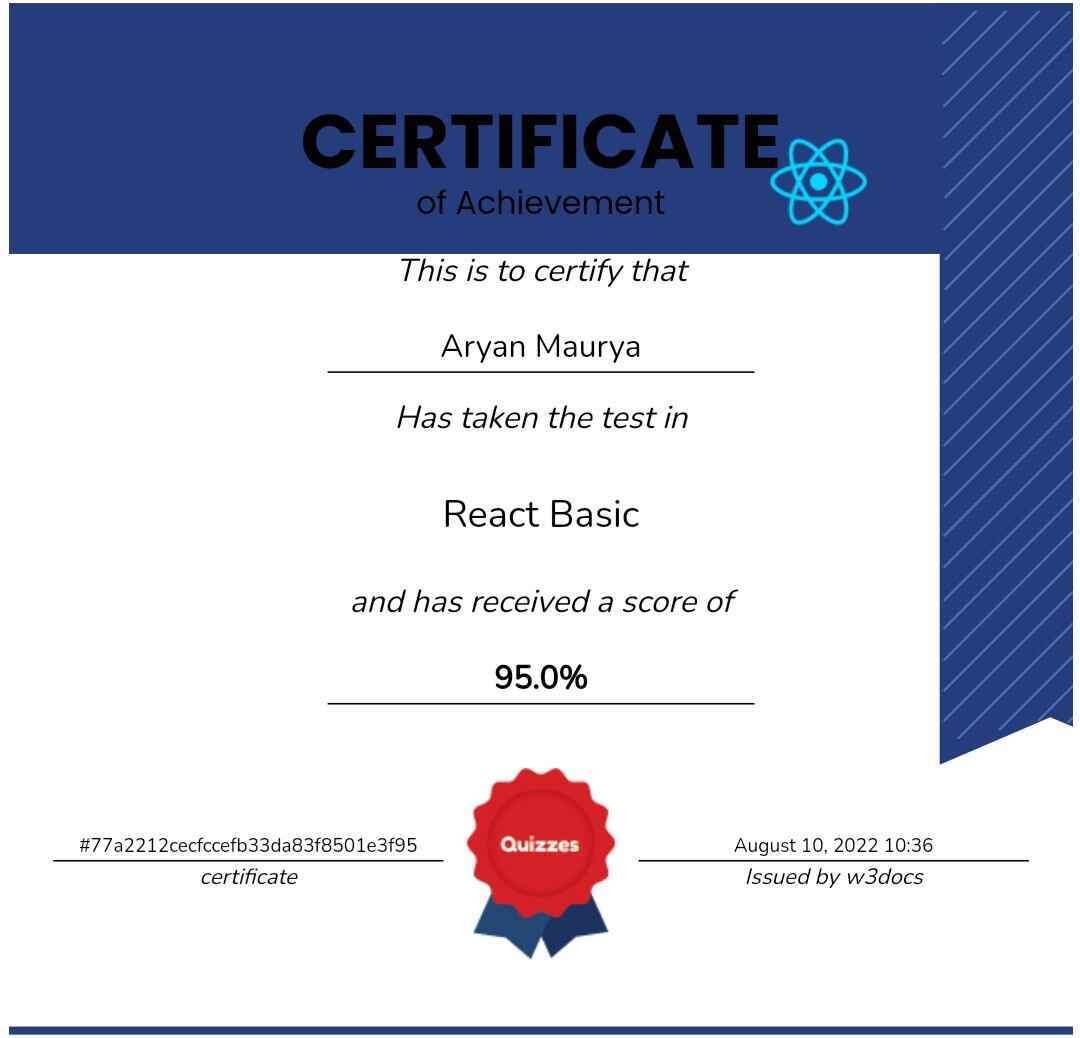 CERTIFICATE
of Achievement
This is to certify that
Aryan Maurya
Has taken the test in
React Basic
and has received a score of
95.0%
Quizzes
#77a2212cecfccefb33da83f8501e3f95
certificate
August 10, 2022 10:36
Issued by w3docs